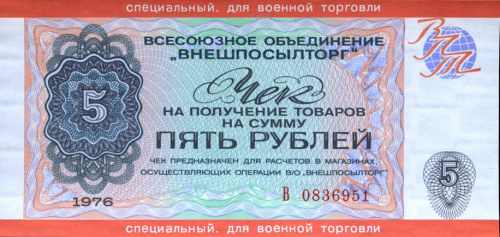 специальный, для военной торговли
ВСЕСОЮЗНОЕ ОБЪЕДИНЕНИЕ
„ВНЕШПОСЫЛТОРГ"
ВПТ
5
Чек
НА ПОЛУЧЕНИЕ ТОВАРОВ
НА СУММУ
ПЯТЬ РУБЛЕЙ
ЧЕК ПРЕДНАЗНАЧЕН ДЛЯ РАСЧЕТОВ В МАГАЗИНАХ,
ОСУЩЕСТВЛЯЮЩИХ ОПЕРАЦИИ В/О „ВНЕШПОСЫЛТОРГ"
5
1976
В 0836951
специальный, для военной торговли